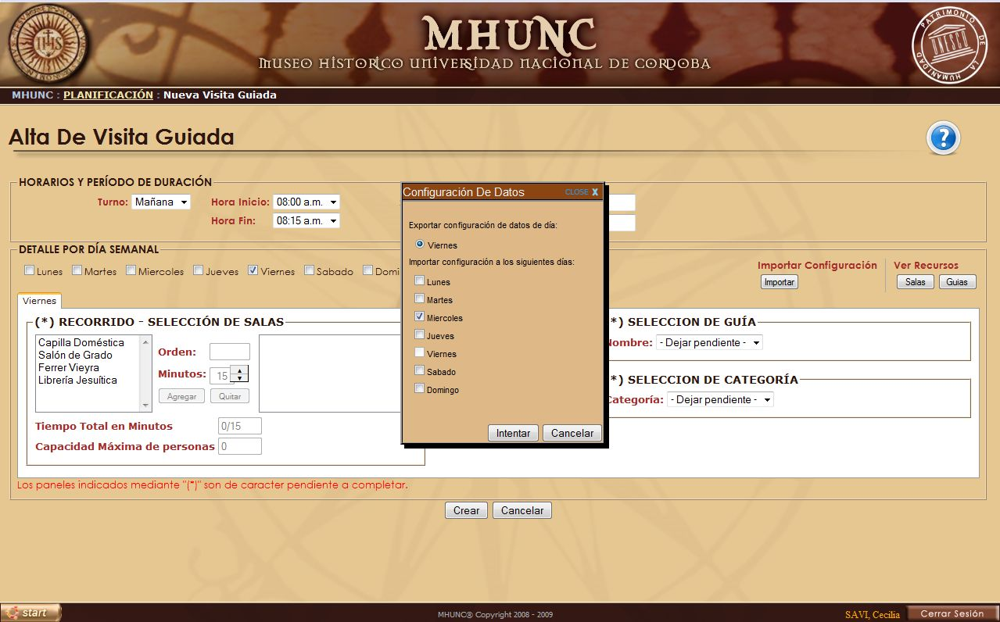 MHUNC
MUSEO HISTORICO UNIVERSIDAD NACIONAL DE CORDOBA
IHS
PATRIMONIO DE LA HUMANIDAD
UNESCO
MHUNC : PLANIFICACIÓN : Nueva Visita Guiada
Alta De Visita Guiada
?
HORARIOS Y PERÍODO DE DURACIÓN
Turno: Mañana Hora Inicio: 08:00 a.m.
Hora Fin: 08:15 a.m.
DETALLE POR DÍA SEMANAL
Lunes Martes Miercoles Jueves Viernes Sabado Domi
Importar Configuración
Importar
Ver Recursos
Salas Guias
Viernes
(*) RECORRIDO - SELECCIÓN DE SALAS
Capilla Doméstica
Salón de Grado
Ferrer Vieyra
Librería Jesuítica
Orden:
Minutos: 15
Agregar Quitar
Tiempo Total en Minutos 0/15
Capacidad Máxima de personas 0
*) SELECCION DE GUÍA
Nombre: - Dejar pendiente -
*) SELECCION DE CATEGORÍA
Categoría: - Dejar pendiente -
Configuración De Datos CLOSE X
Exportar configuración de datos de día:
Viernes
Importar configuración a los siguientes días:
Lunes
Martes
Miercoles
Jueves
Viernes
Sabado
Domingo
Intentar Cancelar
Los paneles indicados mediante "(*)" son de caracter pendiente a completar.
Crear Cancelar
start
MHUNC® Copyright 2008 - 2009
SAVI, Cecilia
Cerrar Sesión